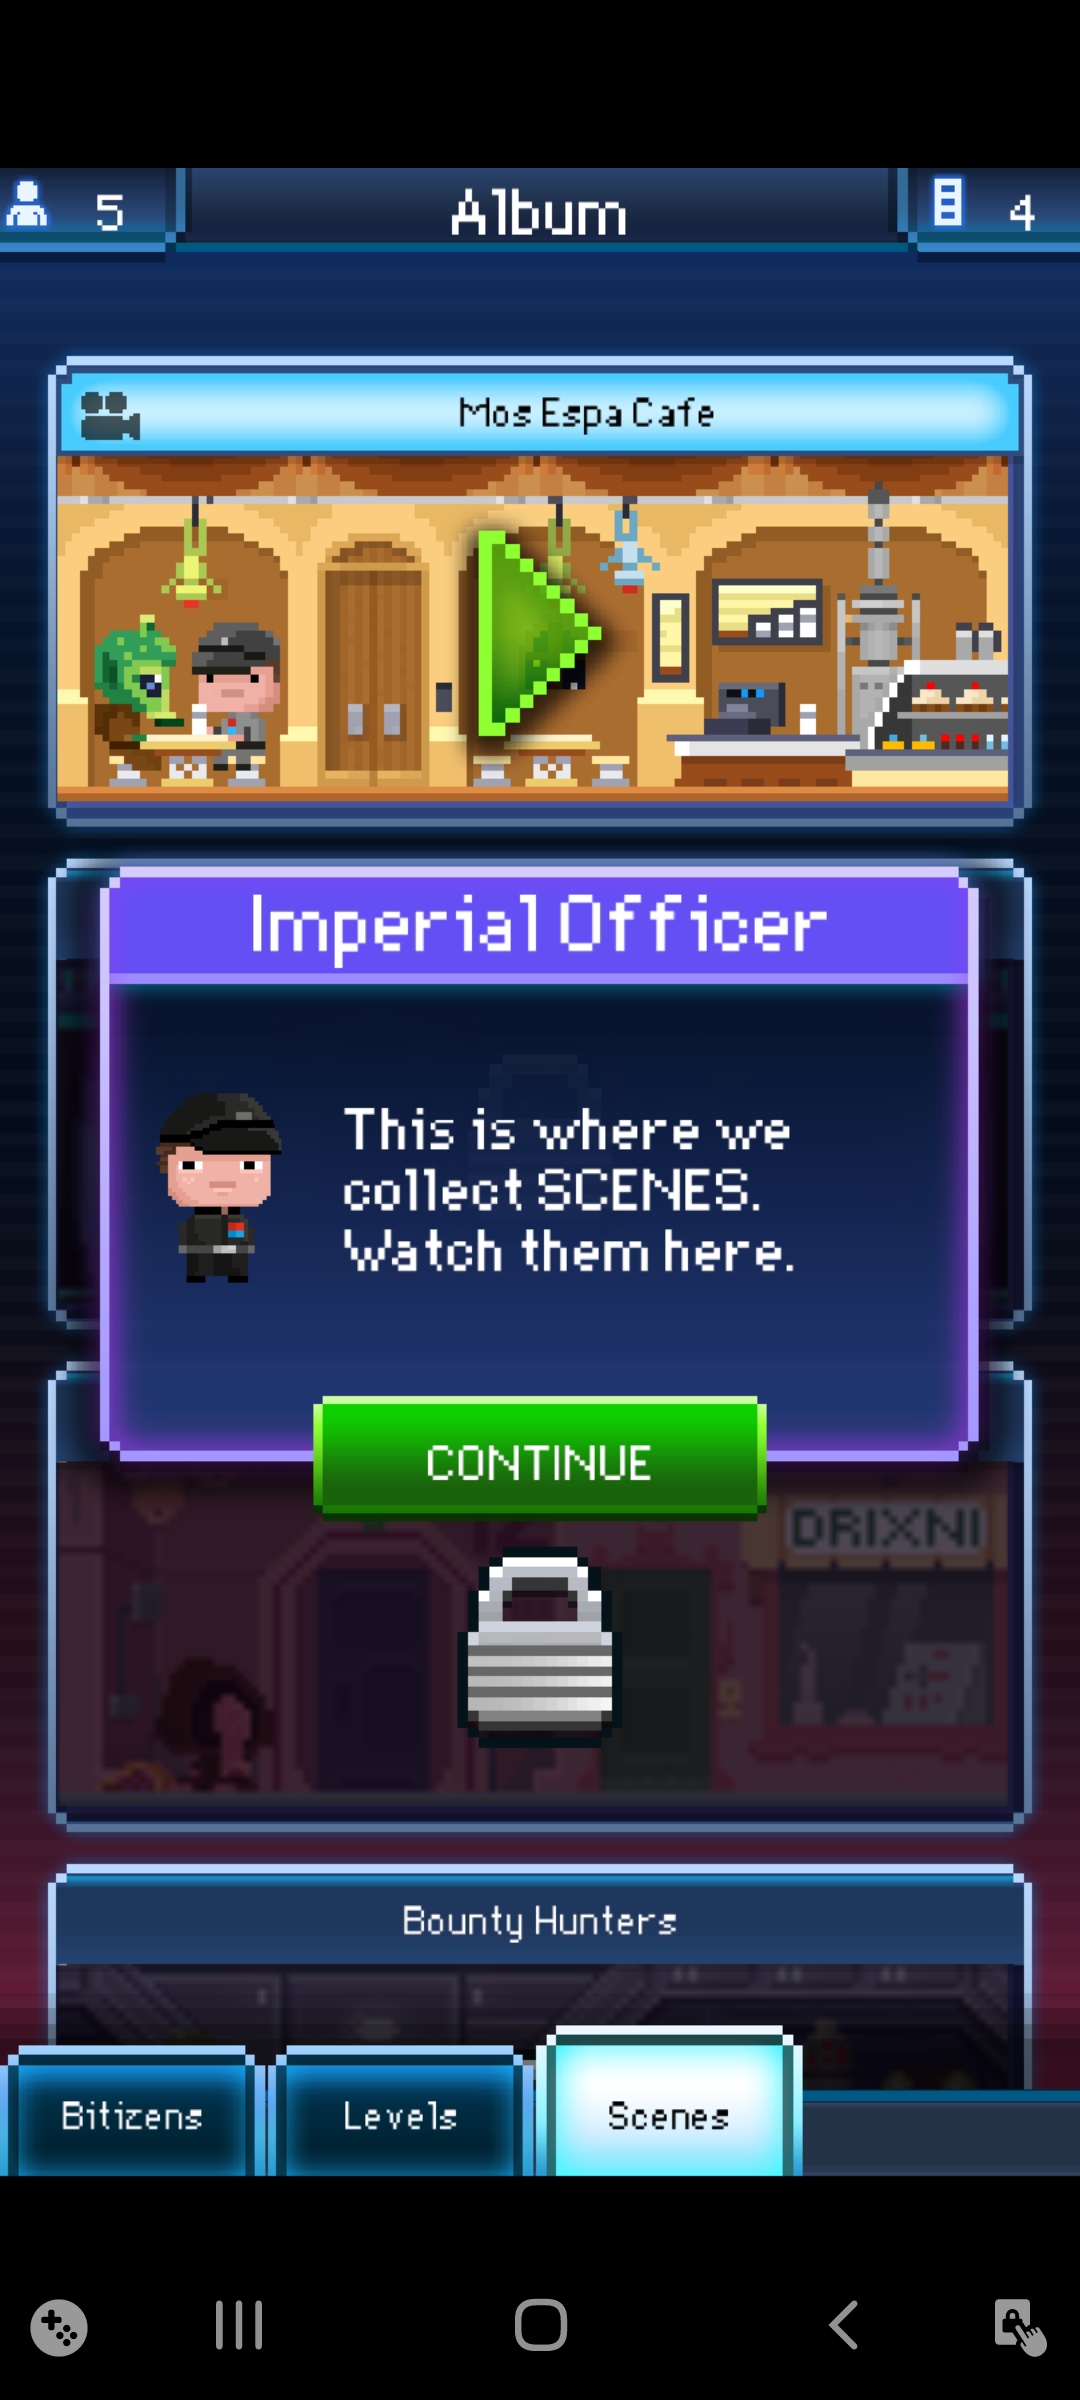 5
Album
4
Mos Espa Cafe
Imperial Officer
This is where we
collect SCENES.
Watch them here.
CONTINUE
DRIXNI
Bounty Hunters
Bitizens
Levels
Scenes